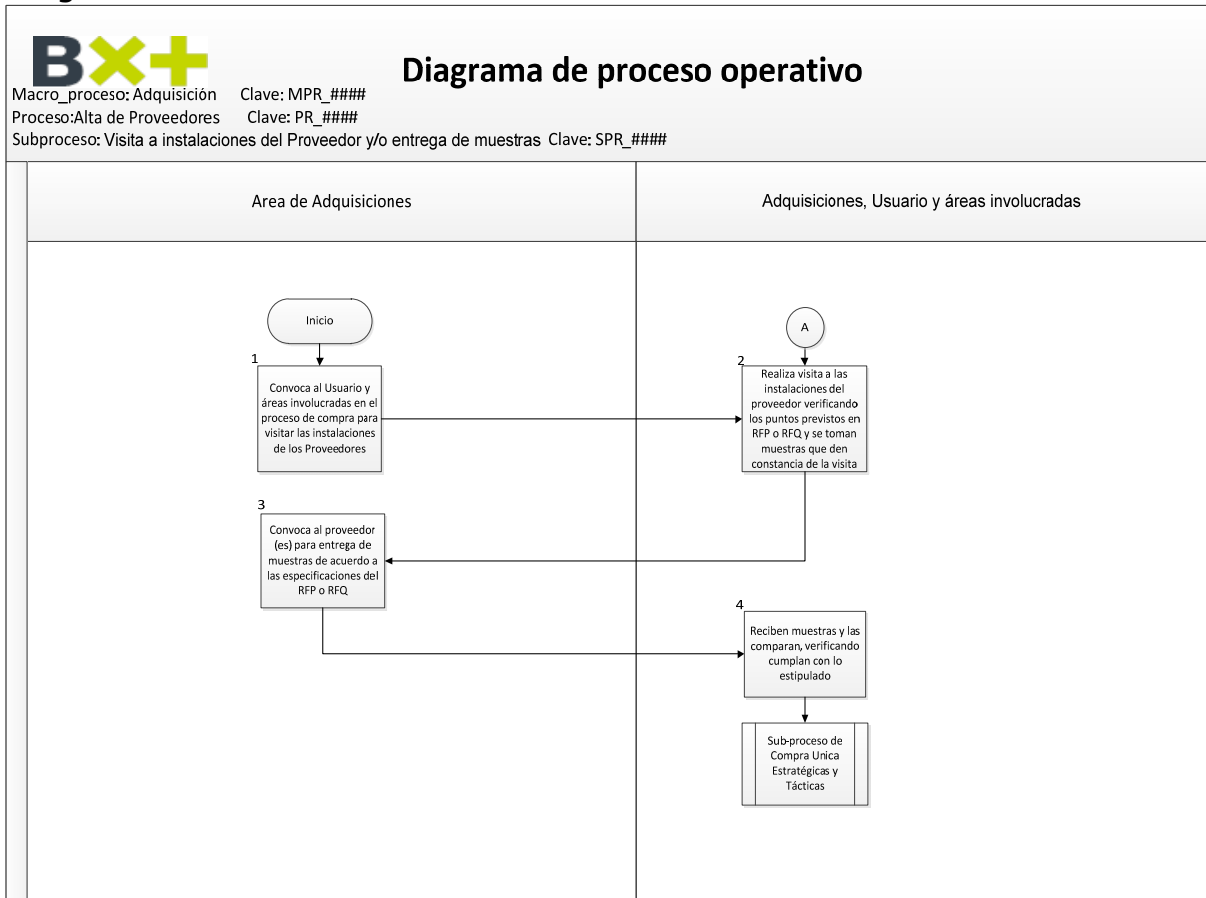 Bx+
Diagrama de proceso operativo
Macro_proceso: Adquisición Clave: MPR_####
Proceso:Alta de Proveedores Clave: PR_####
Subproceso: Visita a instalaciones del Proveedor y/o entrega de muestras Clave: SPR_####
Area de Adquisiciones
Adquisiciones, Usuario y áreas involucradas
Inicio
1
Convoca al Usuario y
áreas involucradas en el
proceso de compra para
visitar las instalaciones
de los Proveedores
A
2
Realiza visita a las
instalaciones del
proveedor verificando
los puntos previstos en
RFP o RFQ y se toman
muestras que den
constancia de la visita
3
Convoca al proveedor
(es) para entrega de
muestras de acuerdo a
las especificaciones del
RFP o RFQ
4
Reciben muestras y las
comparan, verificando
cumplan con lo
estipulado
Sub-proceso de
Compra Unica
Estratégicas y
Tácticas